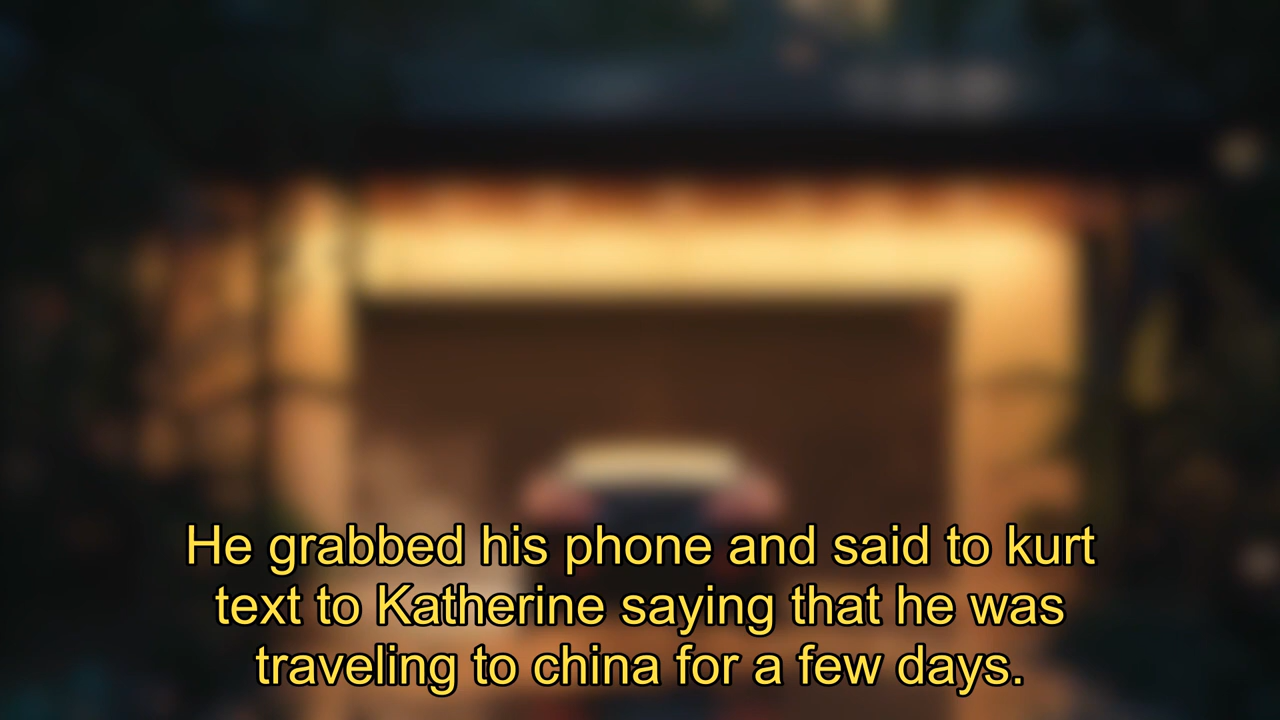 He grabbed his phone and said to kurt
text to Katherine saying that he was
traveling to china for a few days.